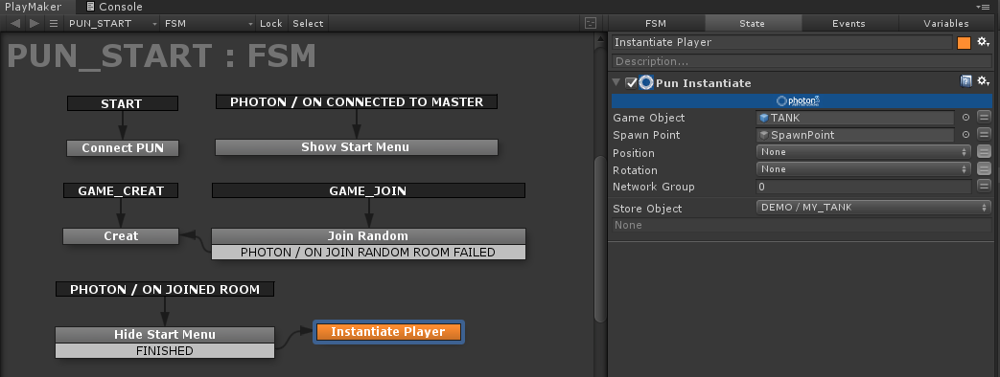 PlayMaker
Console
PUN_START
FSM
Lock
Select
PUN_START : FSM
START
Connect PUN
PHOTON / ON CONNECTED TO MASTER
Show Start Menu
GAME_CREAT
Creat
GAME_JOIN
Join Random
PHOTON / ON JOIN RANDOM ROOM FAILED
PHOTON / ON JOINED ROOM
Hide Start Menu
FINISHED
Instantiate Player
FSM
State
Events
Variables
Instantiate Player
Description...
Pun Instantiate
photon
Game Object
TANK
Spawn Point
SpawnPoint
Position
None
Rotation
None
Network Group
0
Store Object
DEMO / MY_TANK
None